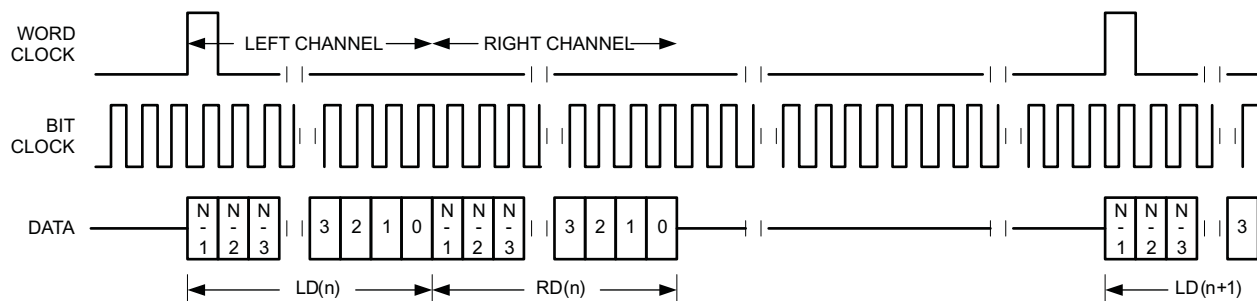 WORD
CLOCK
LEFT CHANNEL
RIGHT CHANNEL
BIT
CLOCK
DATA
N-1 N-2 N-3 3 2 1 0 N-1 N-2 N-3 3 2 1 0 N-1 N-2 N-3 3
LD(n) RD(n) LD(n+1)